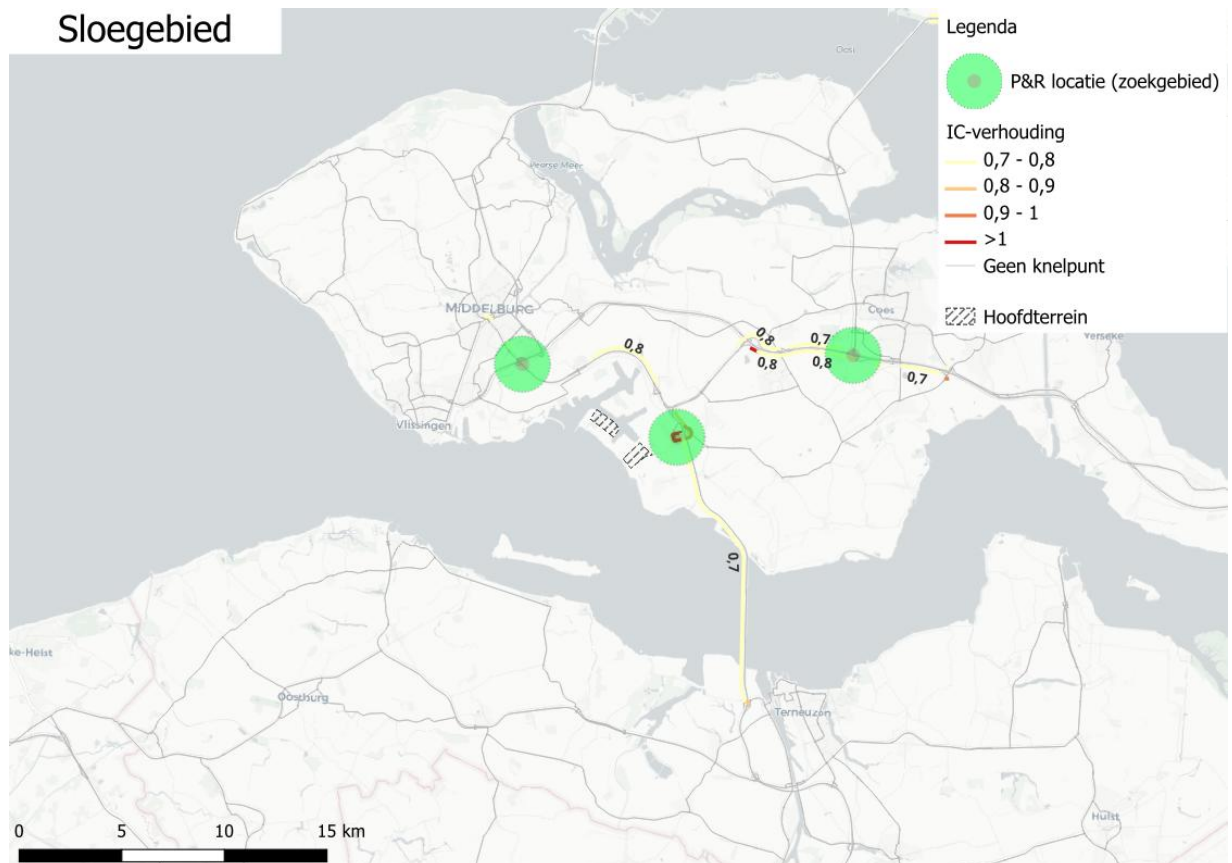 Sloegebied
Legenda
P&R locatie (zoekgebied)
IC-verhouding
0,7 - 0,8
0,8 - 0,9
0,9 - 1
>1
Geen knelpunt
Hoofdterrein
MIDDELBURG
Goes
Yerseke
0,8
0,8
0,7
0,8
0,8
0,7
Vlissingen
0,7
ke-Heist
Oostburg
Terneuzen
Hulst
0 5 10 15 km